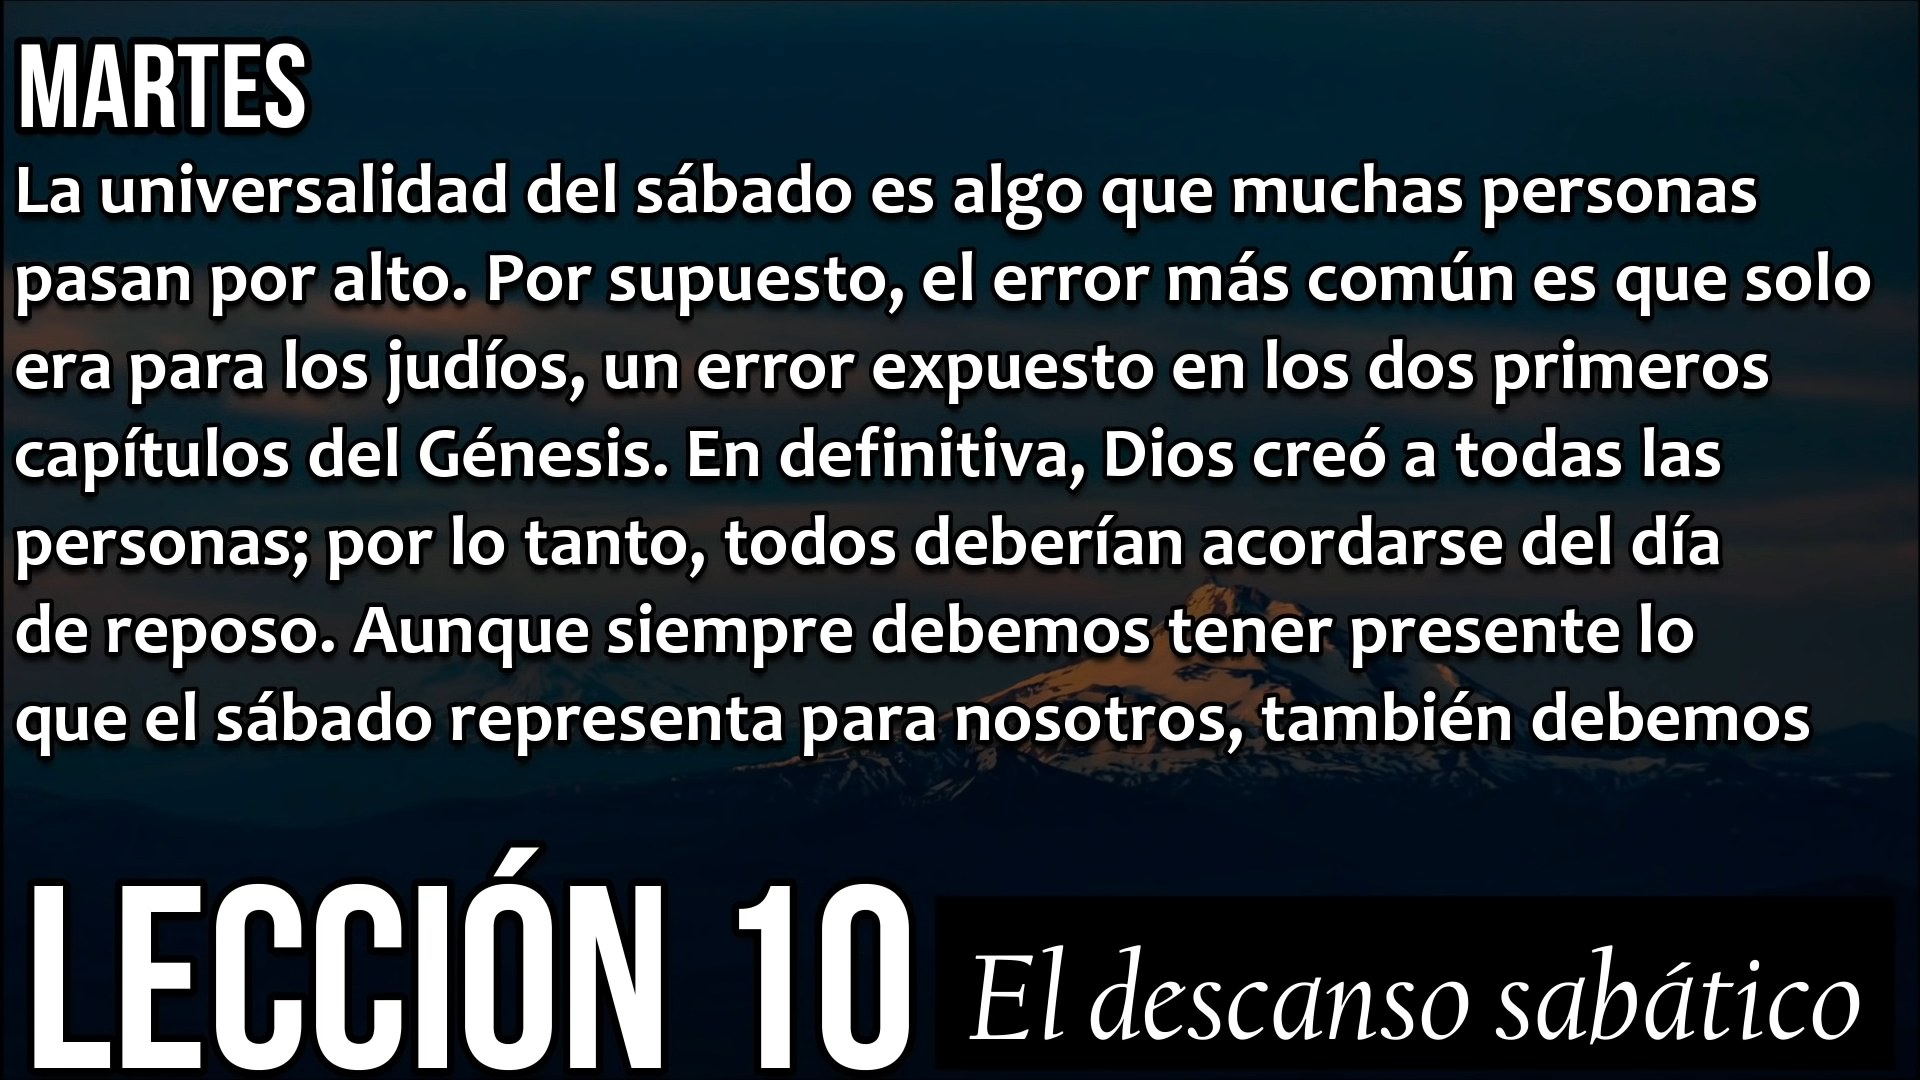 MARTES
La universalidad del sábado es algo que muchas personas
pasan por alto. Por supuesto, el error más común es que solo
era para los judíos, un error expuesto en los dos primeros
capítulos del Génesis. En definitiva, Dios creó a todas las
personas; por lo tanto, todos deberían acordarse del día
de reposo. Aunque siempre debemos tener presente lo
que el sábado representa para nosotros, también debemos
LECCIÓN 10
El descanso sabático